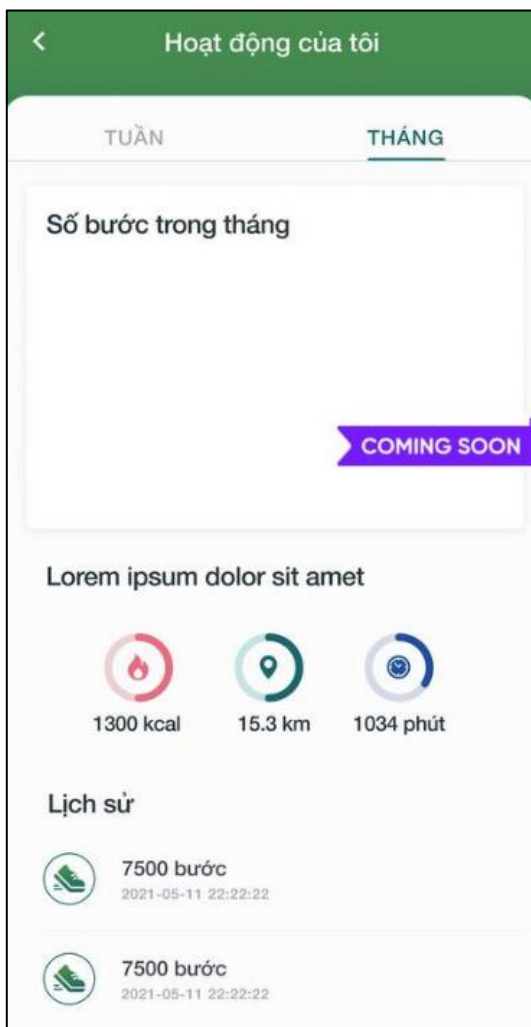 Hoạt động của tôi
TUẦN THÁNG
Số bước trong tháng
COMING SOON
Lorem ipsum dolor sit amet
1300 kcal 15.3 km 1034 phút
Lịch sử
7500 bước
2021-05-11 22:22:22
7500 bước
2021-05-11 22:22:22